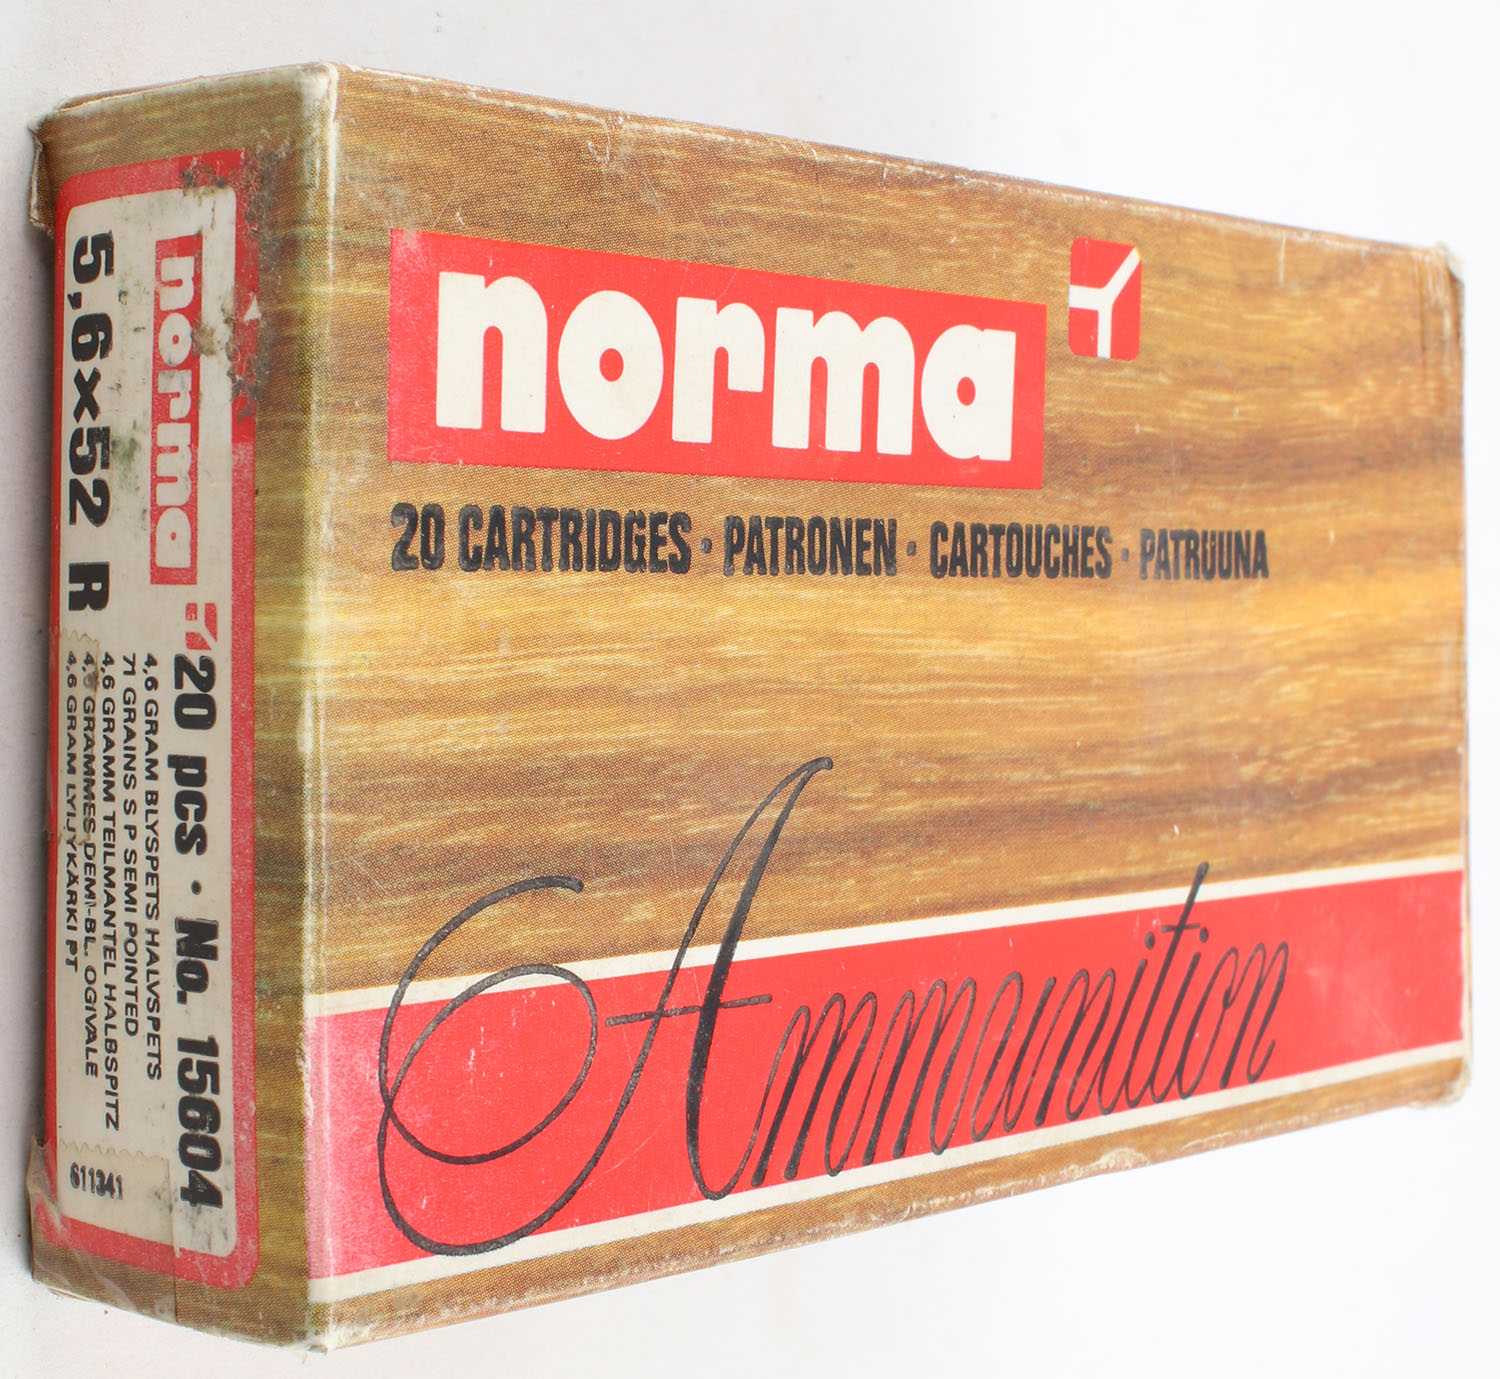 norma
20 CARTRIDGES · PATRONEN · CARTOUCHES · PATRUUNA
Ammunition
norma
20 pcs · No. 15604
5,6×52 R
4,6 GRAM BLYSPETS HALVSPETS
71 GRAINS S P SEMI POINTED
4,6 GRAMM TEILMANTEL HALBSPITZ
4,6 GRAMMES DEMI-BL. OGIVALE
4,6 GRAM LYIJYKÄRKI PT
611341